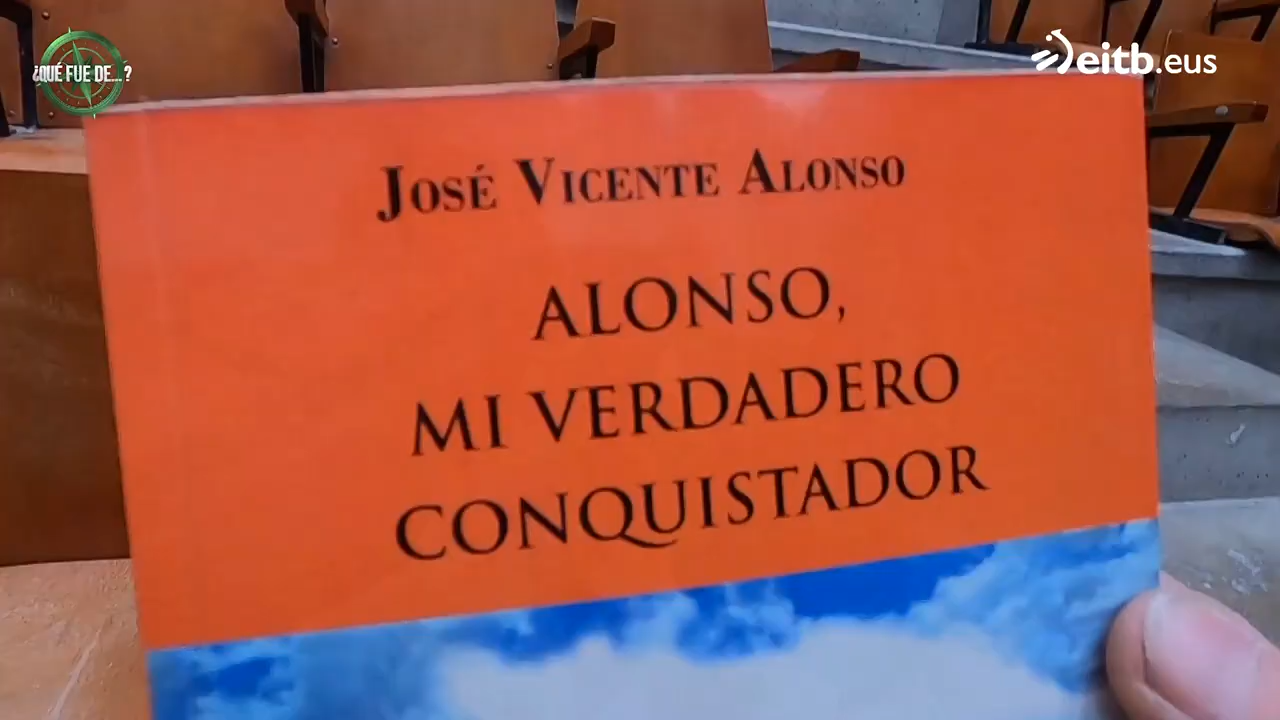 ¿QUÉ FUE DE...?
eitb.eus
JOSÉ VICENTE ALONSO
ALONSO,
MI VERDADERO
CONQUISTADOR